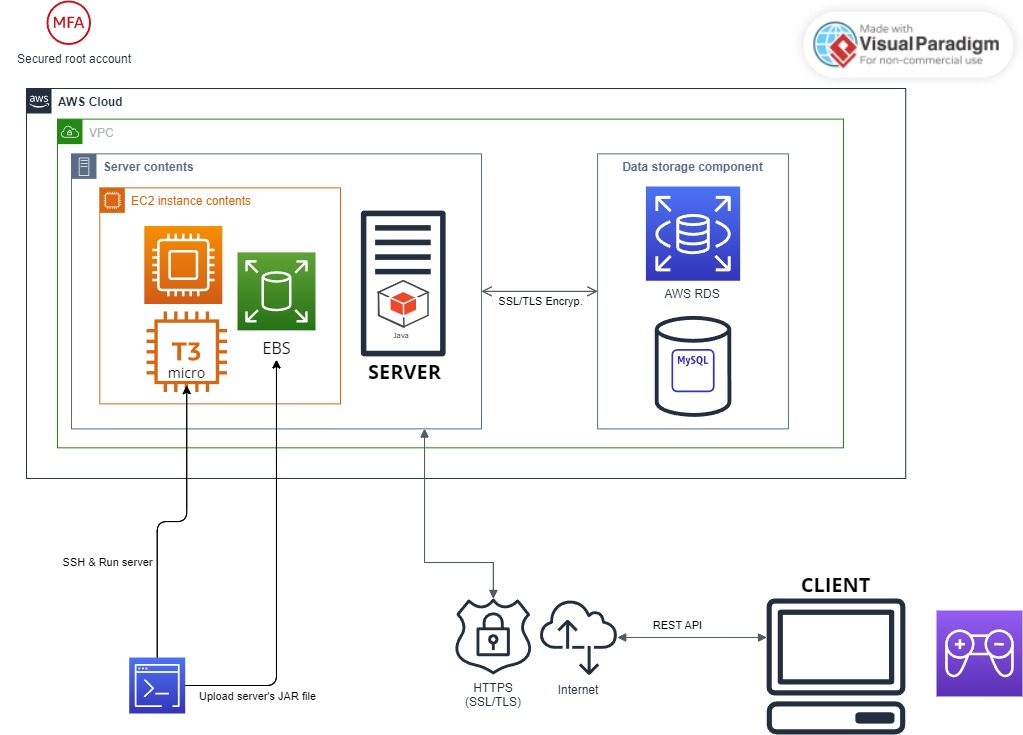 MFA
Secured root account
Made with
Visual Paradigm
For non-commercial use
aws
AWS Cloud
VPC
Server contents
EC2 instance contents
T3
micro
EBS
Java
SERVER
SSL/TLS Encryp.
Data storage component
AWS RDS
MySQL
SSH & Run server
Upload server's JAR file
HTTPS
(SSL/TLS)
Internet
REST API
CLIENT